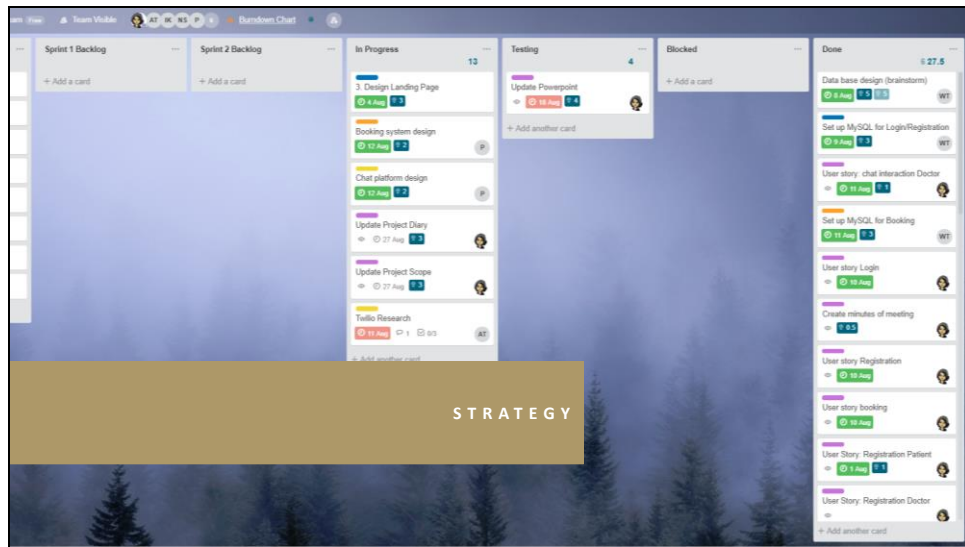 Free
Team Visible
AT IK NS P
Burndown Chart
Sprint 1 Backlog
+ Add a card
Sprint 2 Backlog
+ Add a card
In Progress
13
3. Design Landing Page
4 Aug 3
Booking system design
12 Aug 2
P
Chat platform design
12 Aug 2
P
Update Project Diary
27 Aug 3
Update Project Scope
27 Aug 3
Twilio Research
11 Aug 1 0/3
AT
+ Add another card
Testing
4
Update Powerpoint
18 Aug 4
+ Add another card
Blocked
+ Add a card
Done
27.5
Data base design (brainstorm)
8 Aug 5 5
WT
Set up MySQL for Login/Registration
9 Aug 3
WT
User story: chat interaction Doctor
11 Aug 1
Set up MySQL for Booking
11 Aug 3
WT
User story Login
10 Aug
Create minutes of meeting
0.5
User story Registration
10 Aug
User story booking
10 Aug
User Story: Registration Patient
1 Aug 1
User Story: Registration Doctor
+ Add another card
STRATEGY